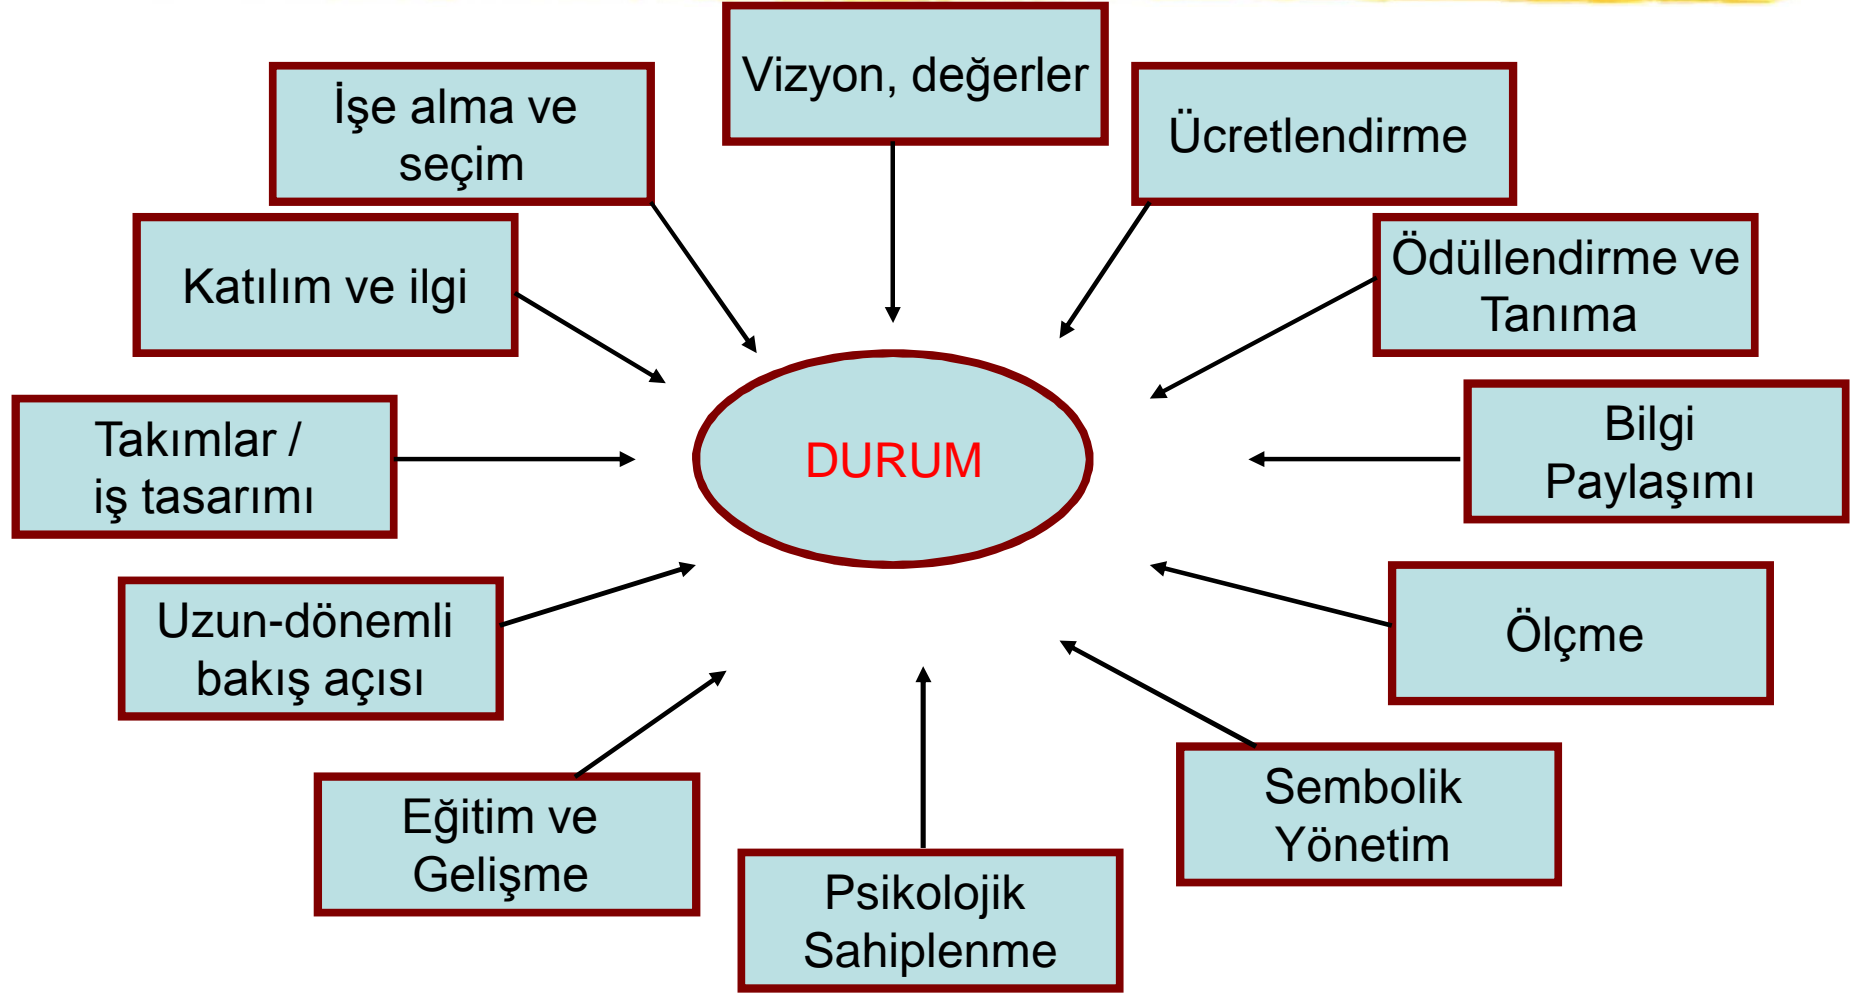 Vizyon, değerler
İşe alma ve
seçim
Ücretlendirme
Katılım ve ilgi
Ödüllendirme ve
Tanıma
Takımlar /
iş tasarımı
DURUM
Bilgi
Paylaşımı
Uzun-dönemli
bakış açısı
Ölçme
Eğitim ve
Gelişme
Sembolik
Yönetim
Psikolojik
Sahiplenme